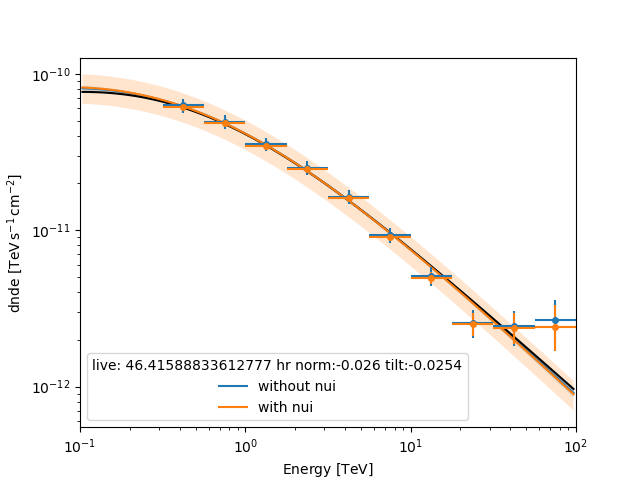 10⁻¹⁰
10⁻¹¹
10⁻¹²
dnde [TeV s⁻¹ cm⁻²]
live: 46.41588833612777 hr norm:-0.026 tilt:-0.0254
without nui
with nui
10⁻¹ 10⁰ 10¹ 10²
Energy [TeV]